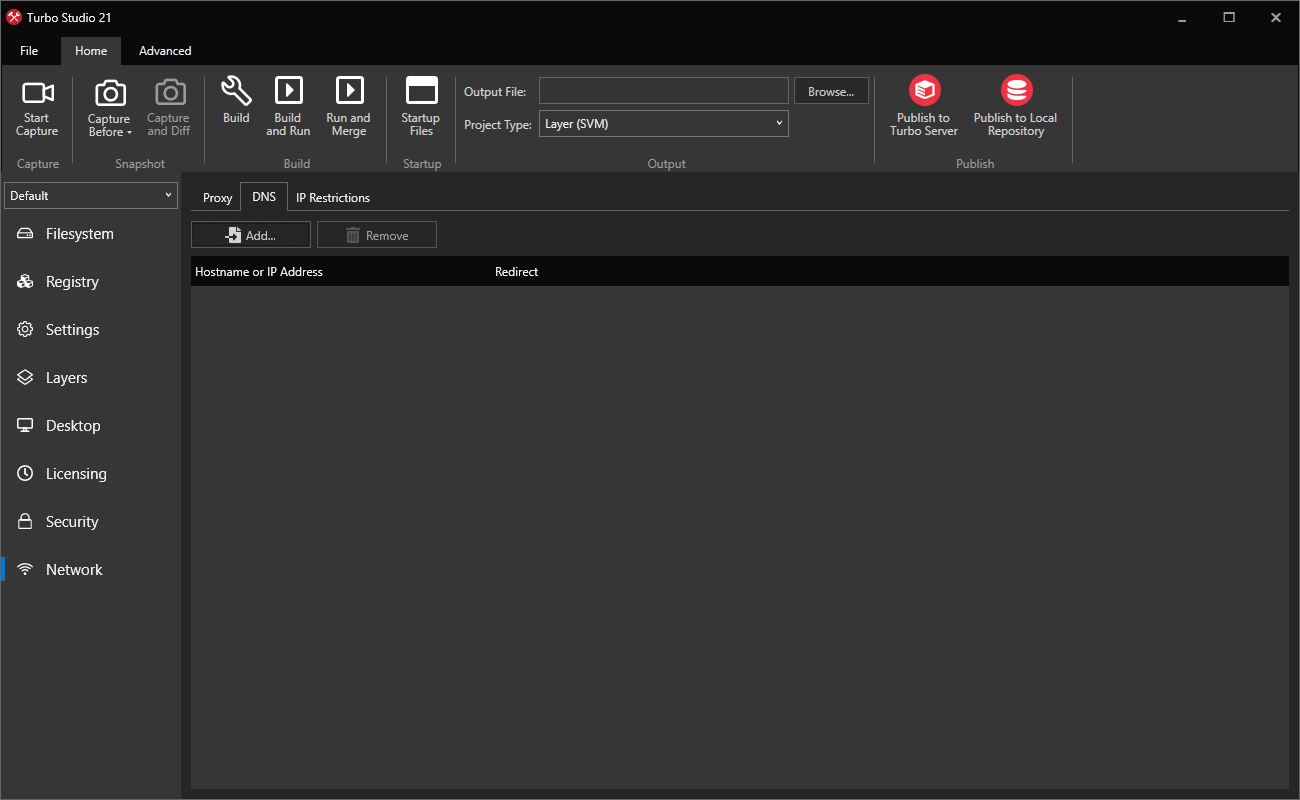 Turbo Studio 21
File Home Advanced
Start Capture
Capture Before
Capture and Diff
Build
Build and Run
Run and Merge
Startup Files
Output File:
Browse...
Project Type: Layer (SVM)
Publish to Turbo Server
Publish to Local Repository
Capture Snapshot Build Startup Output Publish
Default
Filesystem
Registry
Settings
Layers
Desktop
Licensing
Security
Network
Proxy DNS IP Restrictions
Add... Remove
Hostname or IP Address Redirect